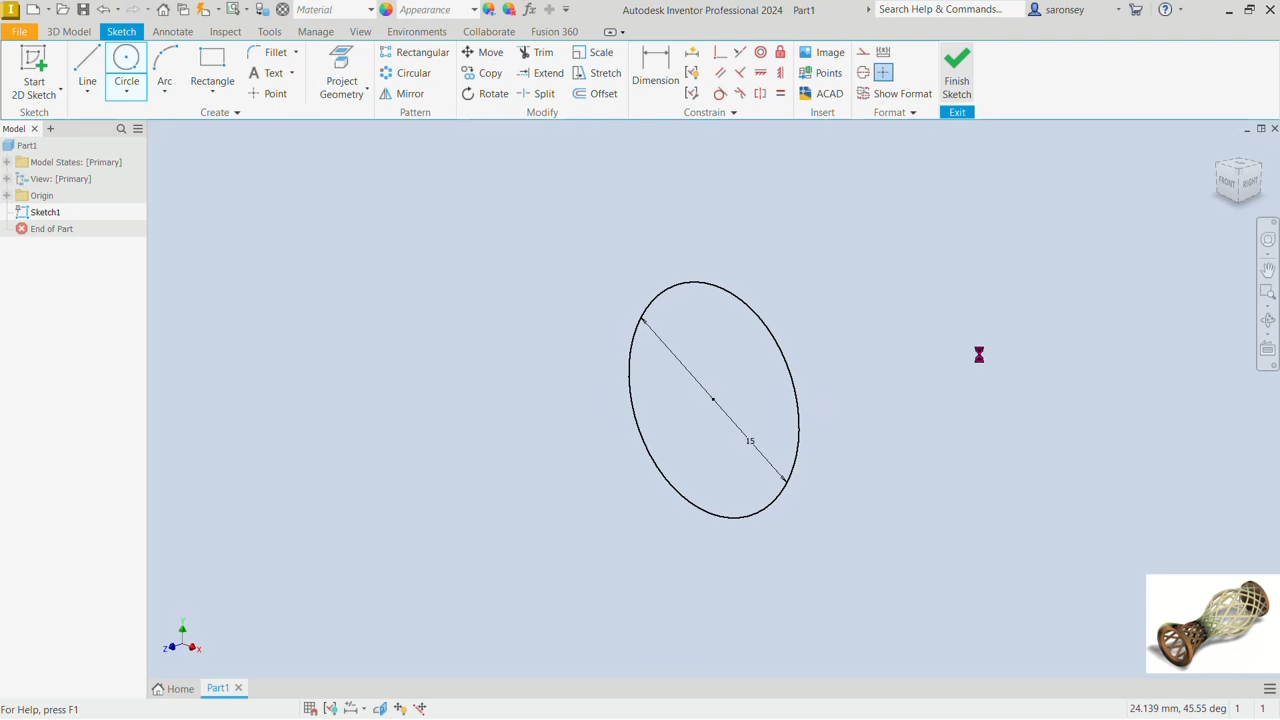 Material
Appearance
Autodesk Inventor Professional 2024 Part1
Search Help & Commands...
saronsey
File
3D Model
Sketch
Annotate
Inspect
Tools
Manage
View
Environments
Collaborate
Fusion 360
Start
2D Sketch
Line
Circle
Arc
Rectangle
Fillet
Text
Point
Project
Geometry
Rectangular
Circular
Mirror
Move
Copy
Rotate
Trim
Extend
Split
Scale
Stretch
Offset
Dimension
Image
Points
ACAD
Show Format
Finish
Sketch
Sketch
Create
Pattern
Modify
Constrain
Insert
Format
Exit
Model
Part1
Model States: [Primary]
View: [Primary]
Origin
Sketch1
End of Part
FRONT
RIGHT
15
Y
Z
X
Home
Part1
For Help, press F1
24.139 mm, 45.55 deg
1
1